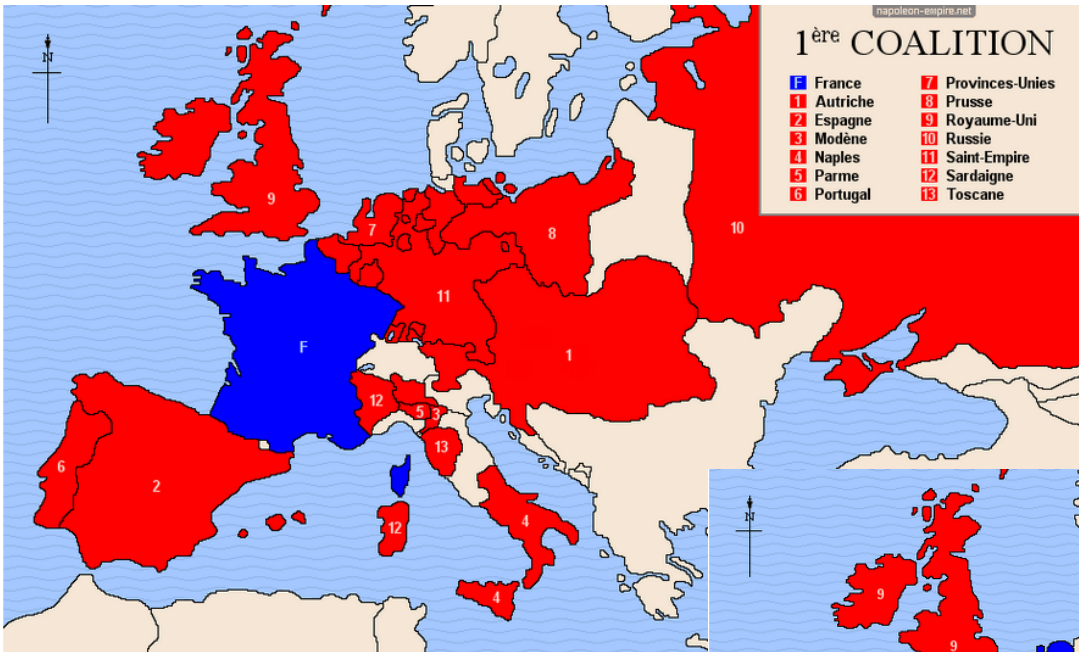 napoleon-empire.net
1ère COALITION
F France
1 Autriche
2 Espagne
3 Modène
4 Naples
5 Parme
6 Portugal
7 Provinces-Unies
8 Prusse
9 Royaume-Uni
10 Russie
11 Saint-Empire
12 Sardaigne
13 Toscane
N
9
7
8
10
11
F
1
12
5
3
13
6
2
12
4
4
N
9
9